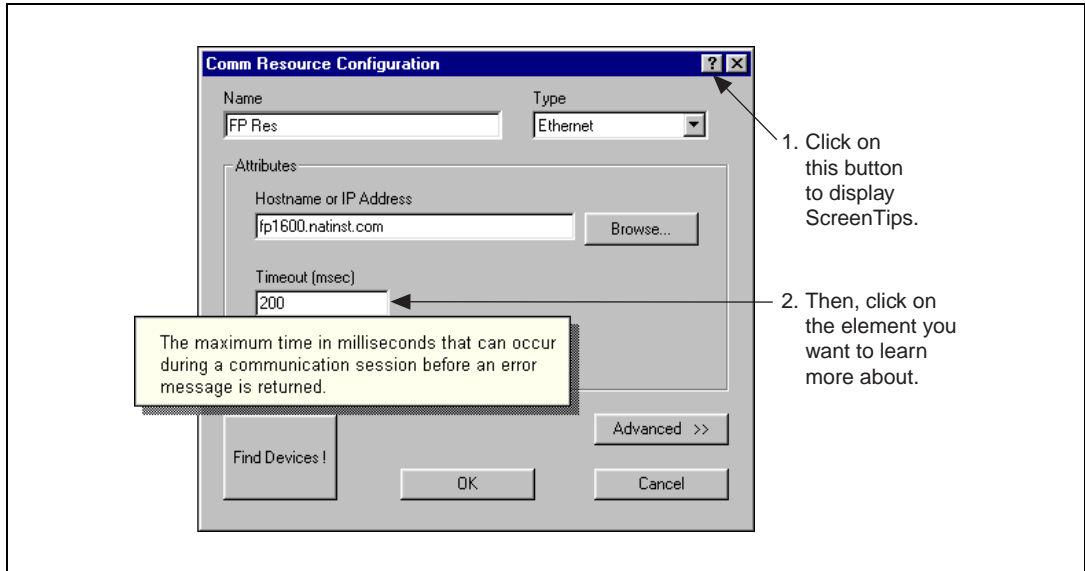 Comm Resource Configuration
?
Name
Type
FP Res
Ethernet
Attributes
Hostname or IP Address
fp1600.natinst.com
Browse...
Timeout (msec)
200
The maximum time in milliseconds that can occur
during a communication session before an error
message is returned.
Find Devices !
Advanced >>
OK
Cancel
1. Click on
this button
to display
ScreenTips.
2. Then, click on
the element you
want to learn
more about.